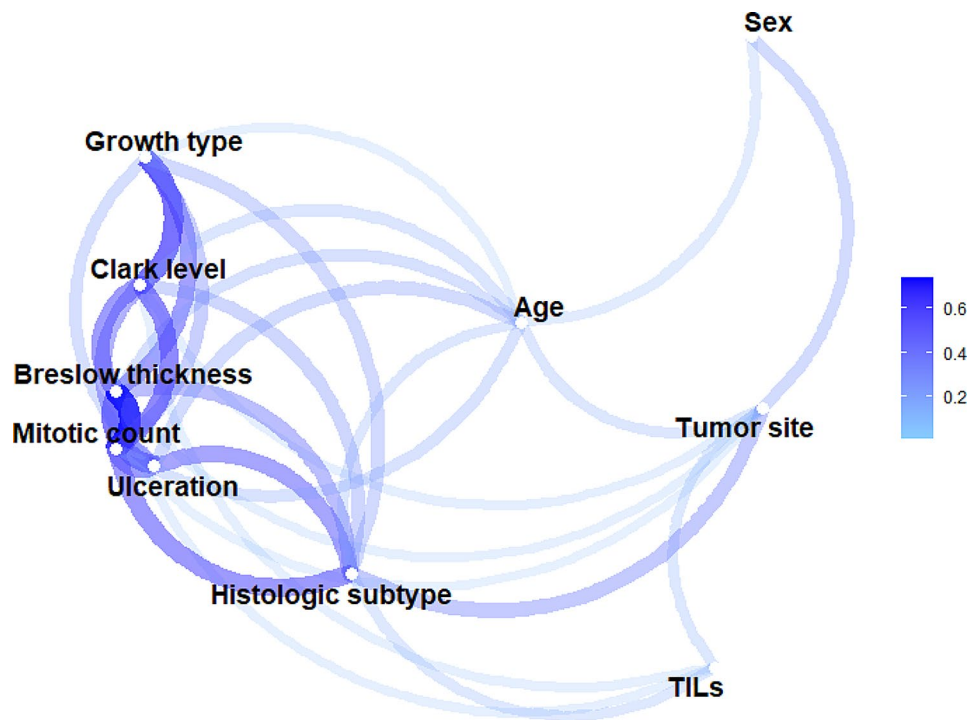 Sex
Growth type
Clark level
Age
0.6
0.4
0.2
Breslow thickness
Mitotic count
Tumor site
Ulceration
Histologic subtype
TILs